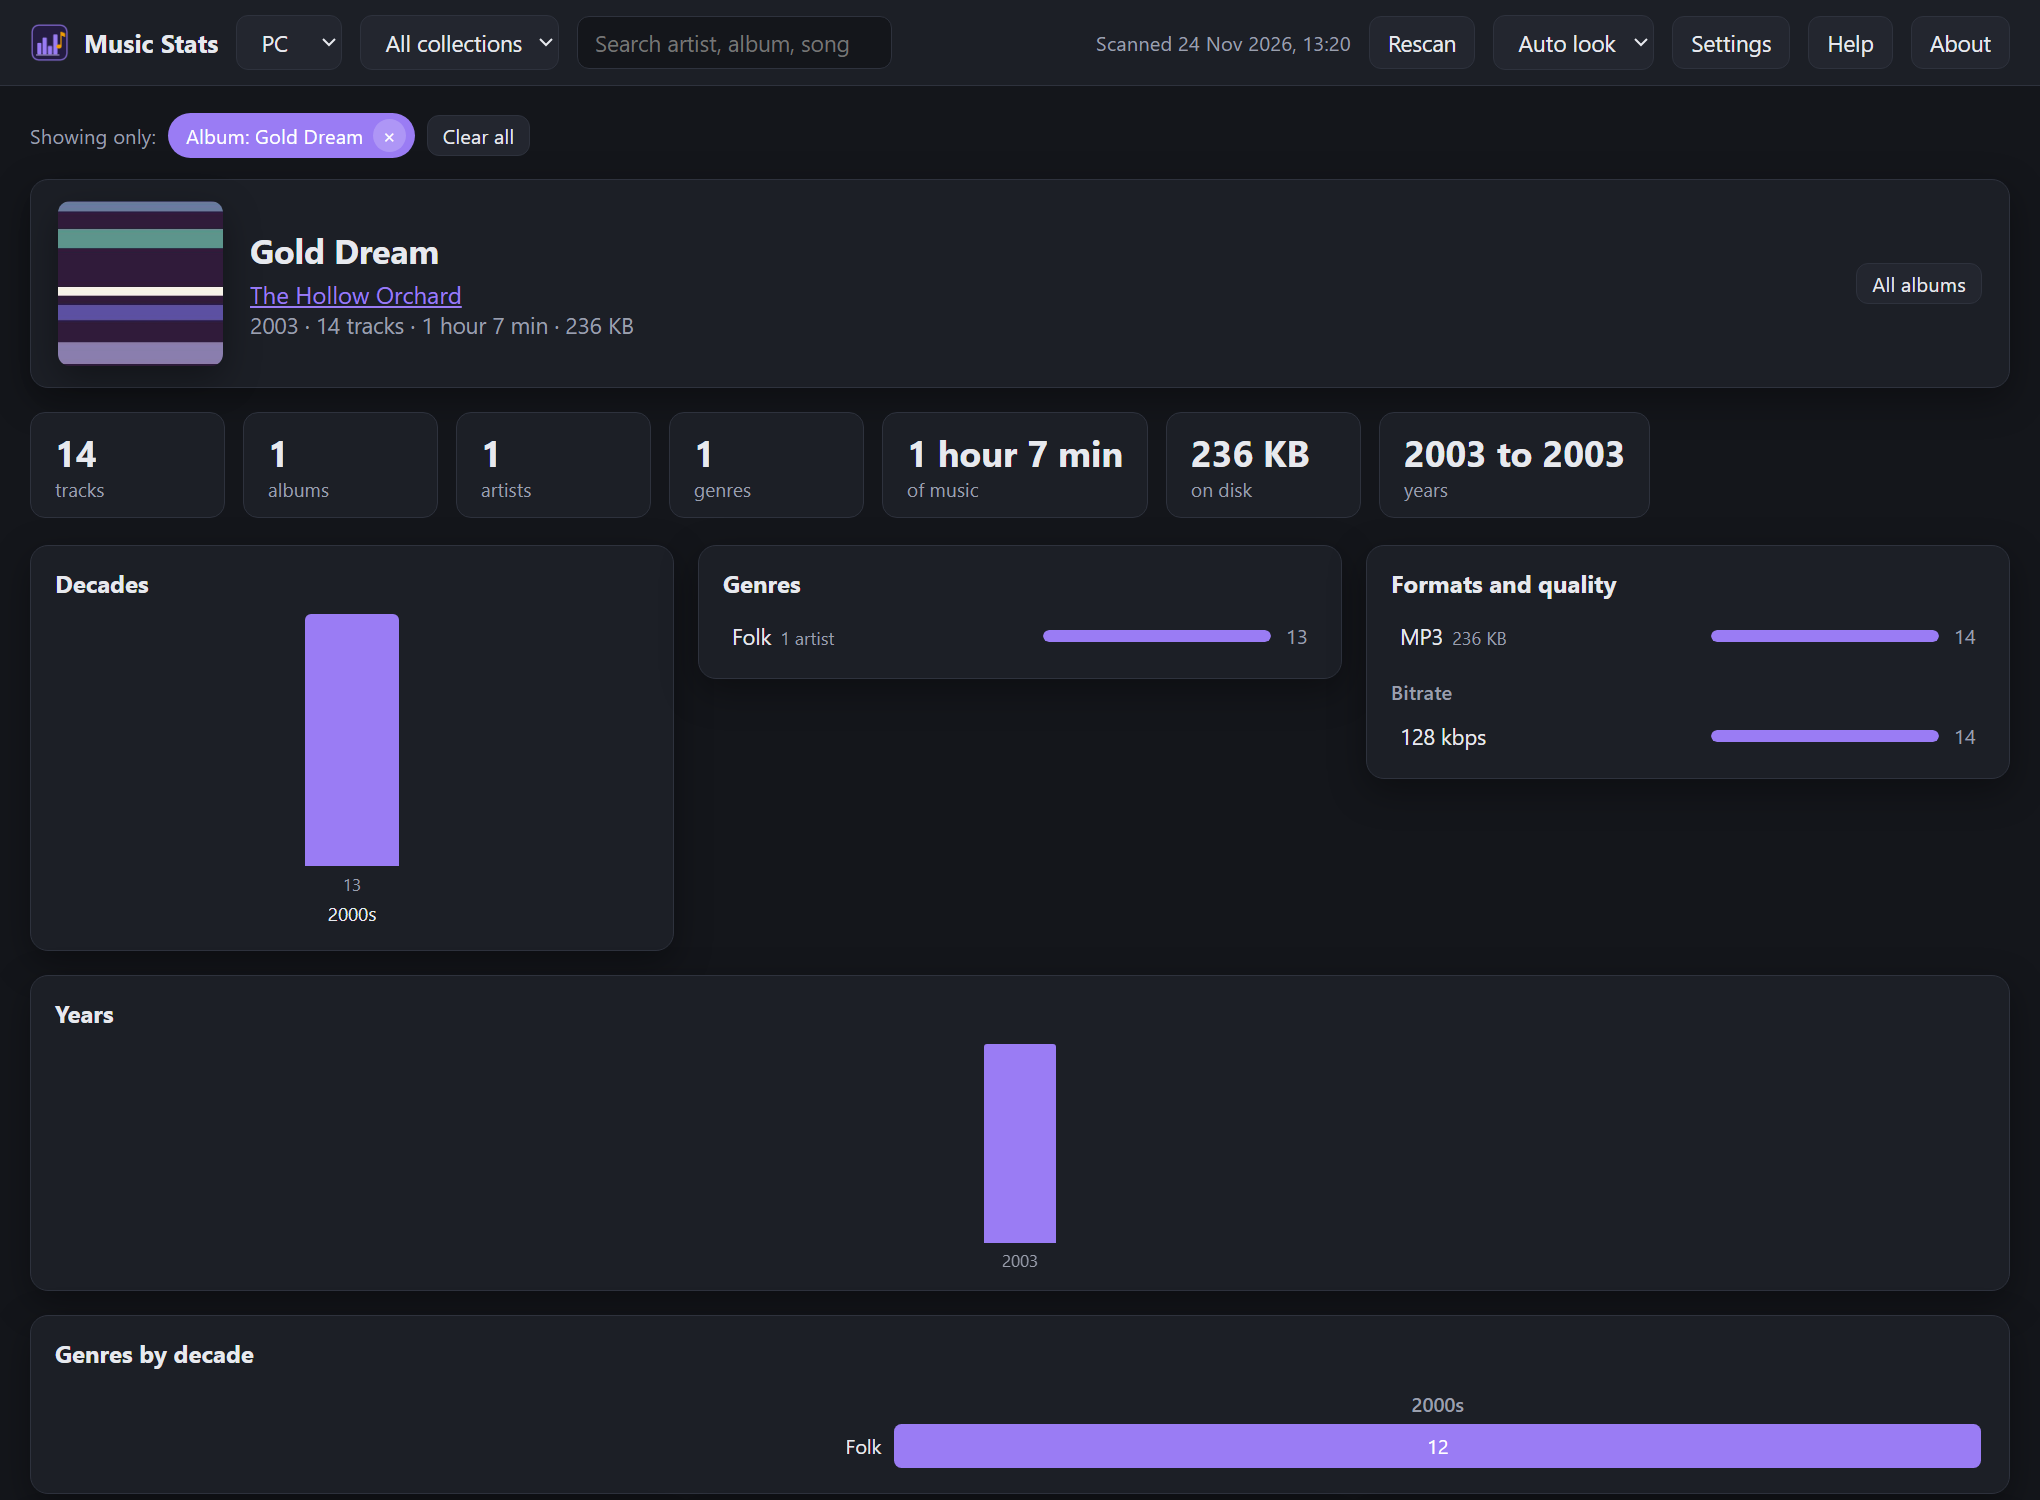 Music Stats PC All collections Search artist, album, song Scanned 24 Nov 2026, 13:20 Rescan Auto look Settings Help About
Showing only: Album: Gold Dream × Clear all
Gold Dream
The Hollow Orchard
2003 · 14 tracks · 1 hour 7 min · 236 KB
All albums
14
tracks
1
albums
1
artists
1
genres
1 hour 7 min
of music
236 KB
on disk
2003 to 2003
years
Decades
13
2000s
Genres
Folk 1 artist 13
Formats and quality
MP3 236 KB 14
Bitrate
128 kbps 14
Years
2003
Genres by decade
2000s
Folk 12